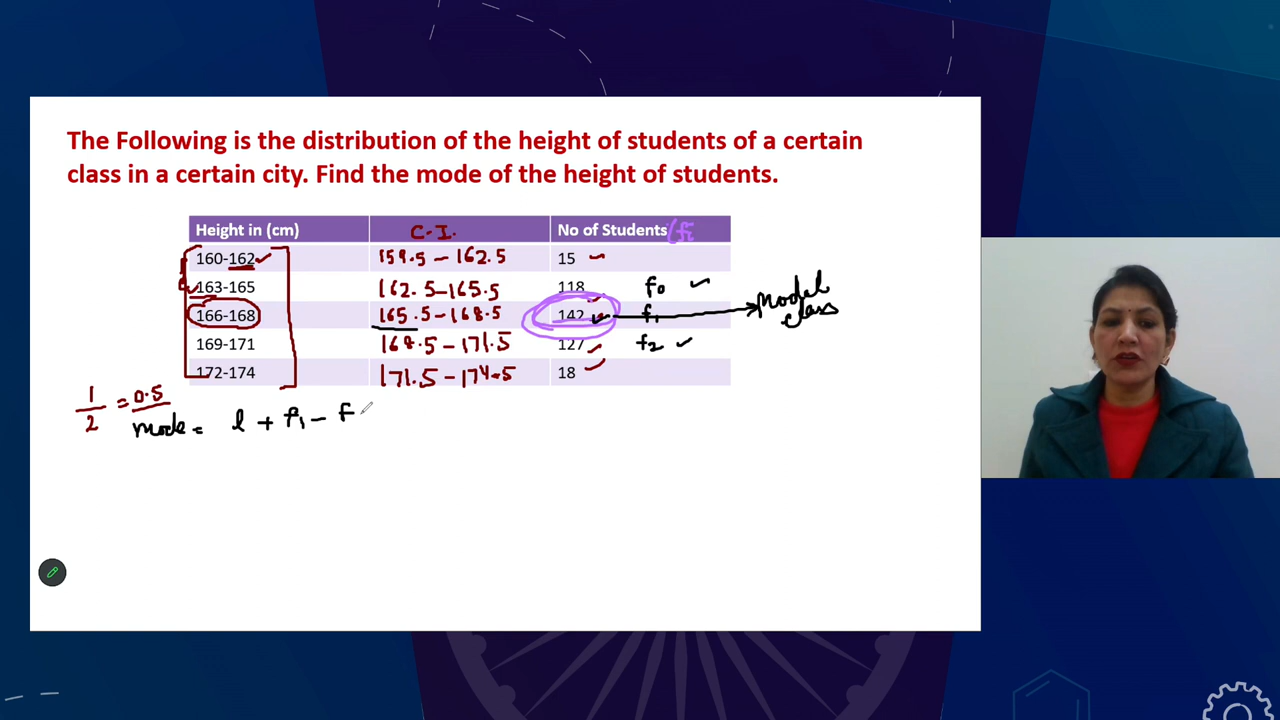 The Following is the distribution of the height of students of a certain
class in a certain city. Find the mode of the height of students.
Height in (cm) C.I. No of Students (fi
160-162 159.5 - 162.5 15
163-165 162.5-165.5 118 f0
166-168 165.5-168.5 142 f1 Modal class
169-171 168.5 - 171.5 127 f2
172-174 171.5 - 174.5 18
1/2 = 0.5
mode = l + f1 - f